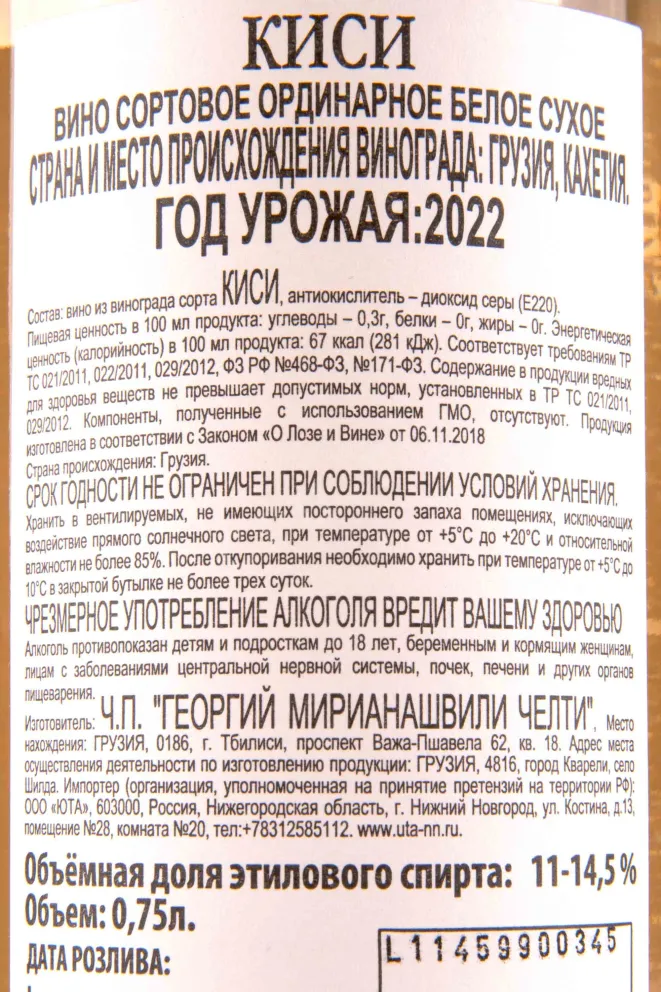 КИСИ
ВИНО СОРТОВОЕ ОРДИНАРНОЕ БЕЛОЕ СУХОЕ
СТРАНА И МЕСТО ПРОИСХОЖДЕНИЯ ВИНОГРАДА: ГРУЗИЯ, КАХЕТИЯ.
ГОД УРОЖАЯ:2022
Состав: вино из винограда сорта КИСИ, антиокислитель – диоксид серы (Е220).
Пищевая ценность в 100 мл продукта: углеводы – 0,3г, белки – 0г, жиры – 0г. Энергетическая
ценность (калорийность) в 100 мл продукта: 67 ккал (281 кДж). Соответствует требованиям ТР
ТС 021/2011, 022/2011, 029/2012, ФЗ РФ №468-ФЗ, №171-ФЗ. Содержание в продукции вредных
для здоровья веществ не превышает допустимых норм, установленных в ТР ТС 021/2011,
029/2012. Компоненты, полученные с использованием ГМО, отсутствуют. Продукция
изготовлена в соответствии с Законом «О Лозе и Вине» от 06.11.2018
Страна происхождения: Грузия.
СРОК ГОДНОСТИ НЕ ОГРАНИЧЕН ПРИ СОБЛЮДЕНИИ УСЛОВИЙ ХРАНЕНИЯ.
Хранить в вентилируемых, не имеющих постороннего запаха помещениях, исключающих
воздействие прямого солнечного света, при температуре от +5°С до +20°С и относительной
влажности не более 85%. После откупоривания необходимо хранить при температуре от +5°С до
10°С в закрытой бутылке не более трех суток.
ЧРЕЗМЕРНОЕ УПОТРЕБЛЕНИЕ АЛКОГОЛЯ ВРЕДИТ ВАШЕМУ ЗДОРОВЬЮ
Алкоголь противопоказан детям и подросткам до 18 лет, беременным и кормящим женщинам,
лицам с заболеваниями центральной нервной системы, почек, печени и других органов
пищеварения.
Изготовитель: Ч.П. "ГЕОРГИЙ МИРИАНАШВИЛИ ЧЕЛТИ", Место
нахождения: ГРУЗИЯ, 0186, г. Тбилиси, проспект Важа-Пшавела 62, кв. 18. Адрес места
осуществления деятельности по изготовлению продукции: ГРУЗИЯ, 4816, город Кварели, село
Шилда. Импортер (организация, уполномоченная на принятие претензий на территории РФ):
ООО «ЮТА», 603000, Россия, Нижегородская область, г. Нижний Новгород, ул. Костина, д.13,
помещение №28, комната №20, тел:+78312585112. www.uta-nn.ru.
Объёмная доля этилового спирта: 11-14,5 %
Объем: 0,75л.
ДАТА РОЗЛИВА:
L11459900345